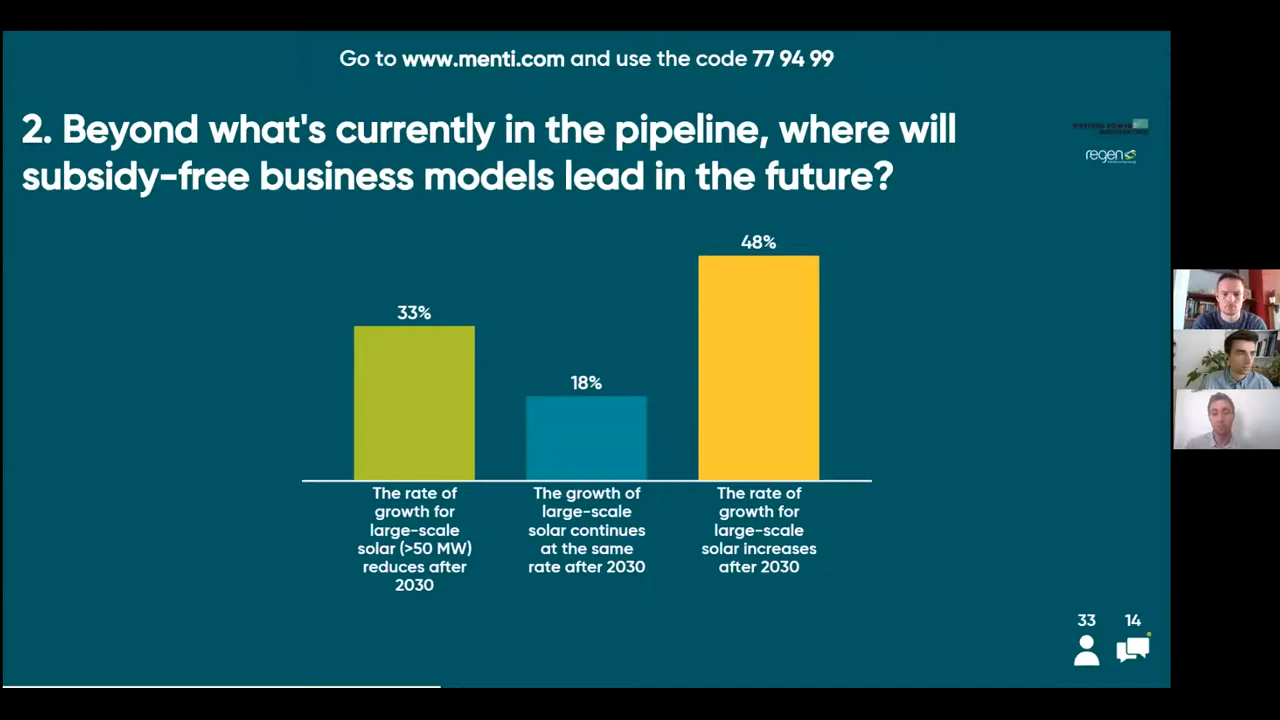 Go to www.menti.com and use the code 77 94 99
2. Beyond what's currently in the pipeline, where will
subsidy-free business models lead in the future?
WESTERN POWER
DISTRIBUTION
regen
33%
18%
48%
The rate of
growth for
large-scale
solar (>50 MW)
reduces after
2030
The growth of
large-scale
solar continues
at the same
rate after 2030
The rate of
growth for
large-scale
solar increases
after 2030
33
14